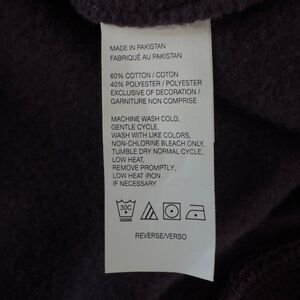 MADE IN PAKISTAN
FABRIQUÉ AU PAKISTAN
60% COTTON / COTON
40% POLYESTER / POLYESTER
EXCLUSIVE OF DECORATION /
GARNITURE NON COMPRISE
MACHINE WASH COLD,
GENTLE CYCLE,
WASH WITH LIKE COLORS,
NON-CHLORINE BLEACH ONLY,
TUMBLE DRY NORMAL CYCLE,
LOW HEAT,
REMOVE PROMPTLY,
LOW HEAT IRON
IF NECESSARY
30C
REVERSE/VERSO